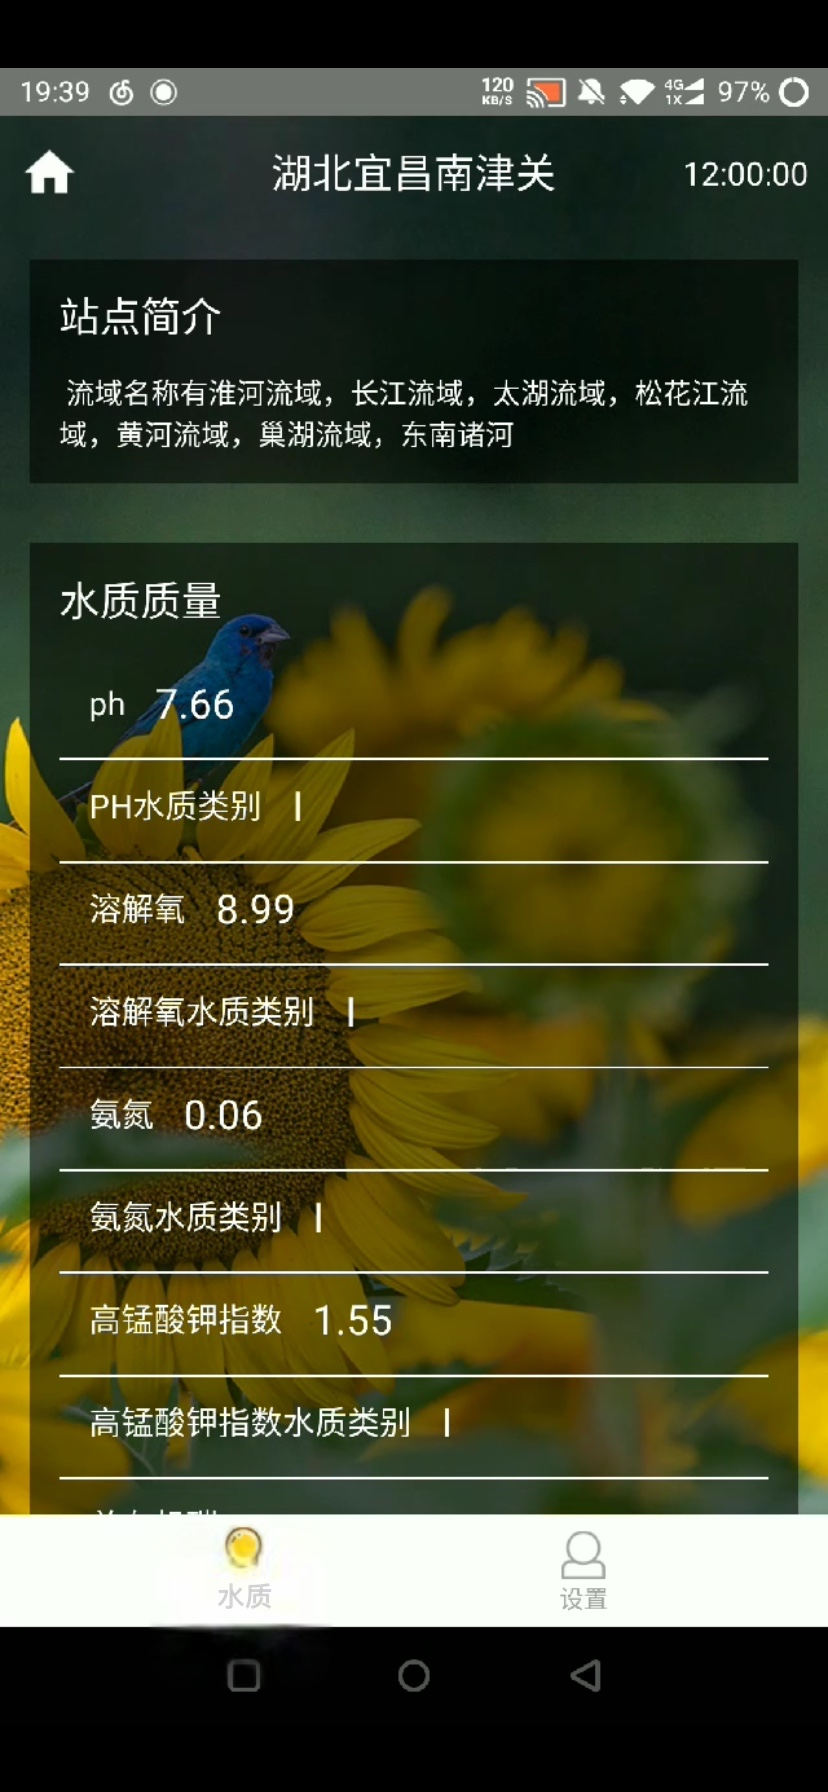 19:39 120 KB/S 4G 1X 97%
湖北宜昌南津关 12:00:00
站点简介
流域名称有淮河流域，长江流域，太湖流域，松花江流
域，黄河流域，巢湖流域，东南诸河
水质质量
ph 7.66
PH水质类别 I
溶解氧 8.99
溶解氧水质类别 I
氨氮 0.06
氨氮水质类别 I
高锰酸钾指数 1.55
高锰酸钾指数水质类别 I
水质 设置